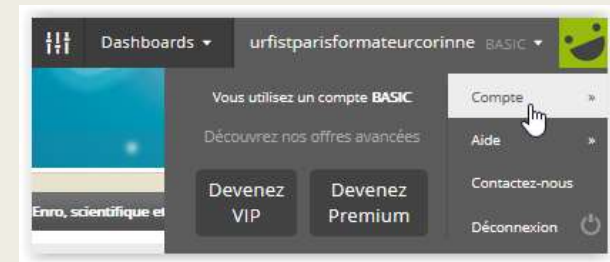 Dashboards urfistparisformateurcorinne BASIC
Vous utilisez un compte BASIC
Découvrez nos offres avancées
Devenez VIP
Devenez Premium
Compte »
Aide »
Contactez-nous
Déconnexion
Enro, scientifique et